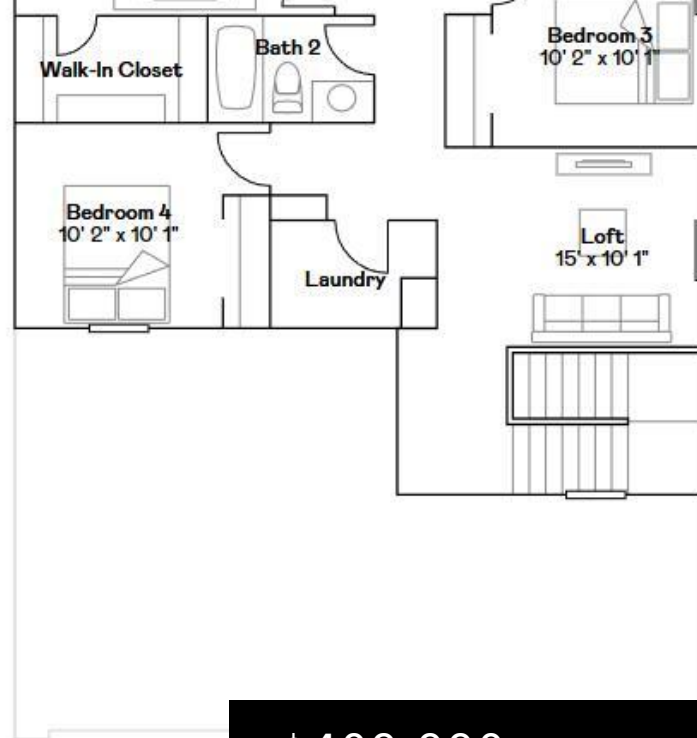 Bath 2
Walk-In Closet
Bedroom 3
10' 2" x 10' 1"
Bedroom 4
10' 2" x 10' 1"
Loft
15' x 10' 1"
Laundry